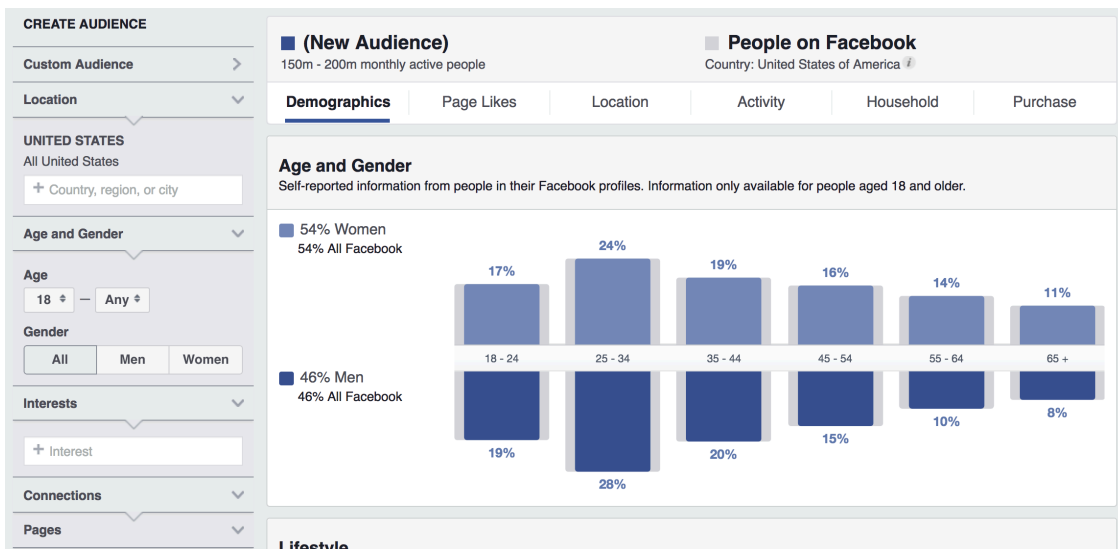 CREATE AUDIENCE
Custom Audience
Location
UNITED STATES
All United States
+ Country, region, or city
Age and Gender
Age
18 — Any
Gender
All Men Women
Interests
+ Interest
Connections
Pages
(New Audience)
150m - 200m monthly active people
People on Facebook
Country: United States of America i
Demographics Page Likes Location Activity Household Purchase
Age and Gender
Self-reported information from people in their Facebook profiles. Information only available for people aged 18 and older.
54% Women
54% All Facebook
17% 24% 19% 16% 14% 11%
18 - 24 25 - 34 35 - 44 45 - 54 55 - 64 65 +
46% Men
46% All Facebook
19% 28% 20% 15% 10% 8%
Lifestyle